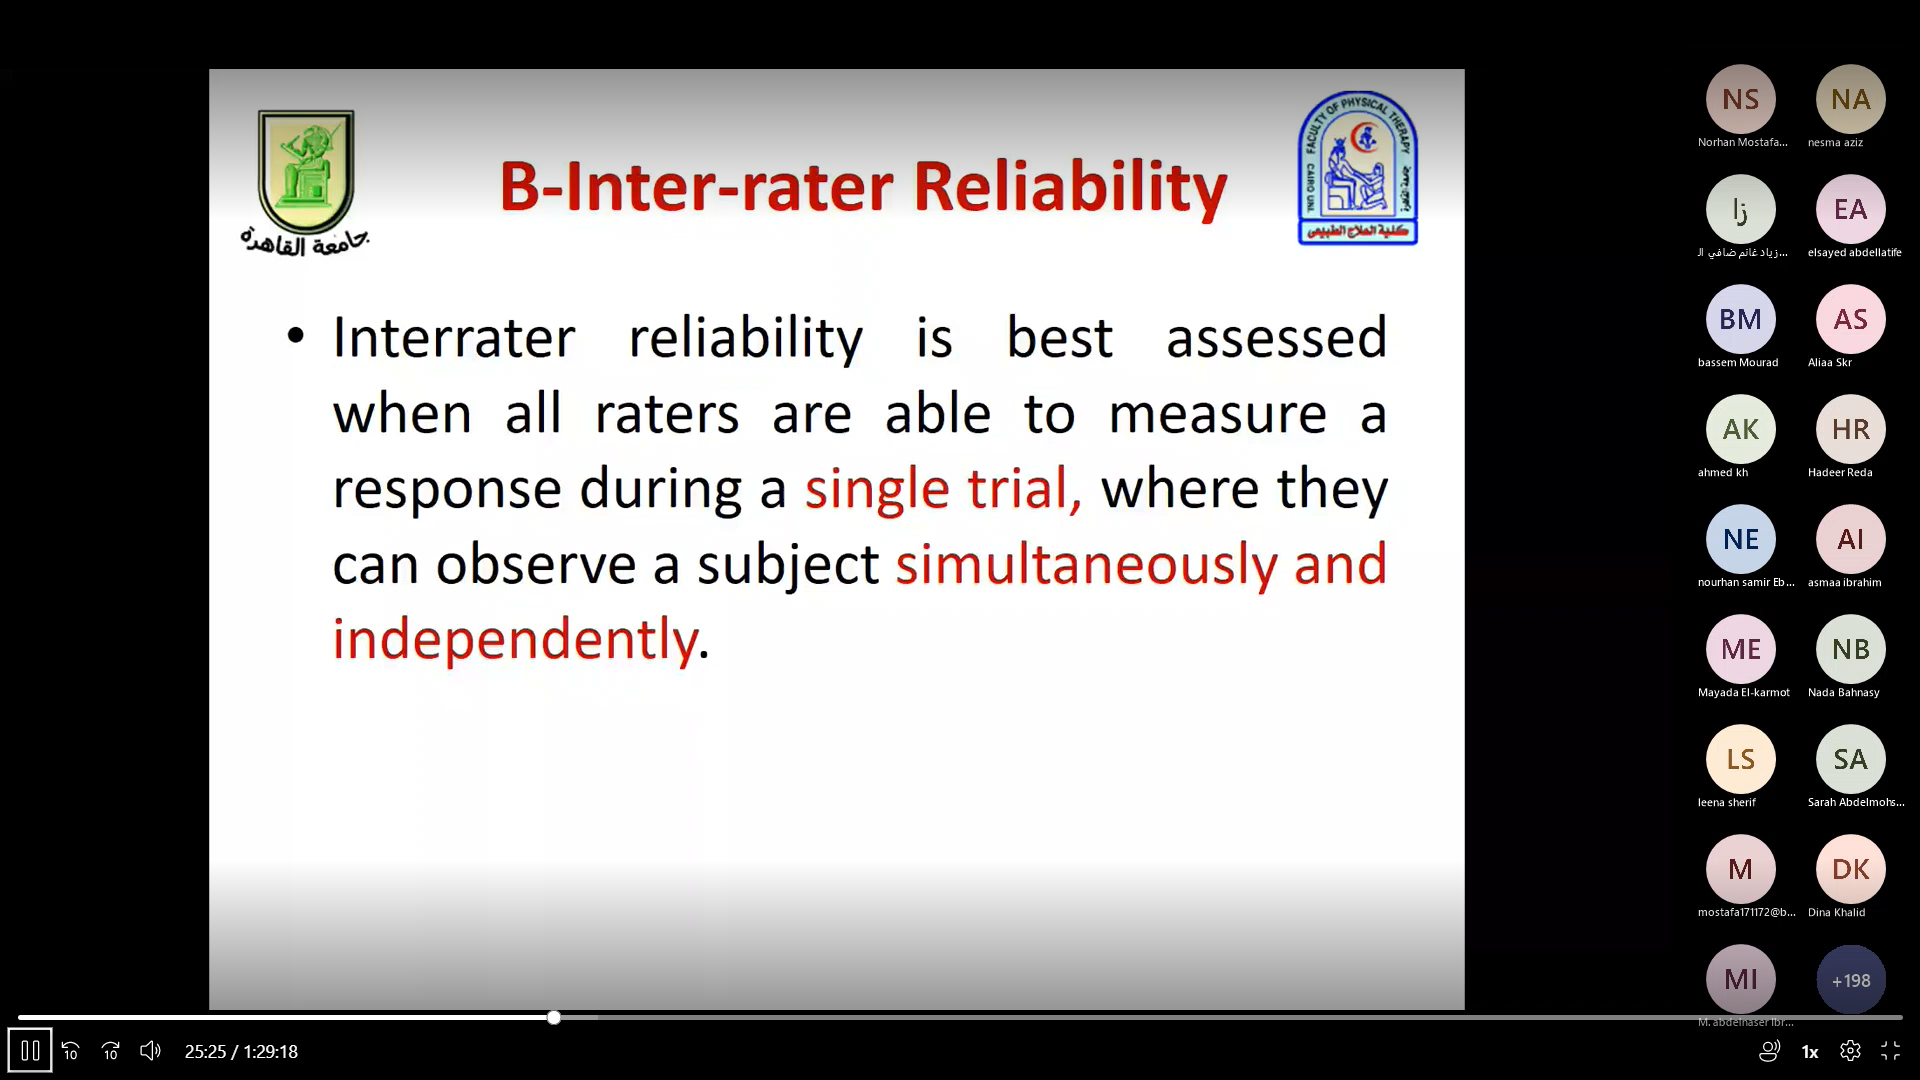 B-Inter-rater Reliability
جامعة القاهرة
FACULTY OF PHYSICAL THERAPY
CAIRO UNI.
جامعة القاهرة
كلية العلاج الطبيعى
• Interrater reliability is best assessed
when all raters are able to measure a
response during a single trial, where they
can observe a subject simultaneously and
independently.
NS
NA
Norhan Mostafa...
nesma aziz
زا
EA
زياد غانم ضافي ال...
elsayed abdellatife
BM
AS
bassem Mourad
Aliaa Skr
AK
HR
ahmed kh
Hadeer Reda
NE
AI
nourhan samir Eb...
asmaa ibrahim
ME
NB
Mayada El-karmot
Nada Bahnasy
LS
SA
leena sherif
Sarah Abdelmohs...
M
DK
mostafa171172@b...
Dina Khalid
MI
+198
M. abdelnaser Ibr...
10
10
25:25 / 1:29:18
1x